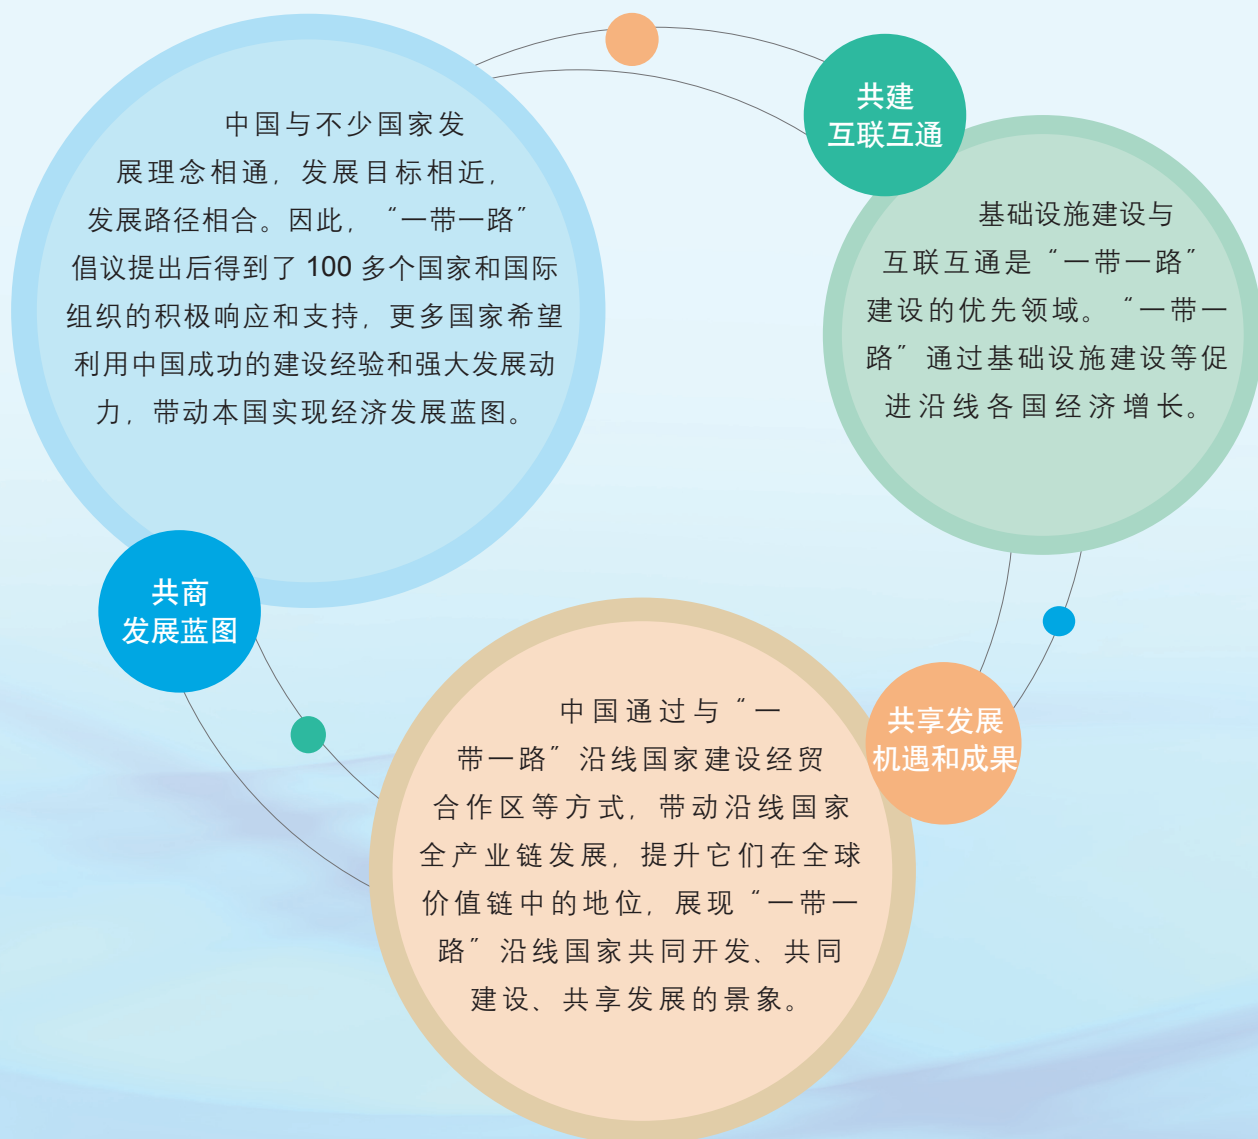 中国与不少国家发
展理念相通，发展目标相近，
发展路径相合。因此，“一带一路”
倡议提出后得到了 100 多个国家和国际
组织的积极响应和支持，更多国家希望
利用中国成功的建设经验和强大发展动
力，带动本国实现经济发展蓝图。
共商
发展蓝图
共建
互联互通
基础设施建设与
互联互通是“一带一路”
建设的优先领域。“一带一
路”通过基础设施建设等促
进沿线各国经济增长。
共享发展
机遇和成果
中国通过与“一
带一路”沿线国家建设经贸
合作区等方式，带动沿线国家
全产业链发展，提升它们在全球
价值链中的地位，展现“一带一
路”沿线国家共同开发、共同
建设、共享发展的景象。